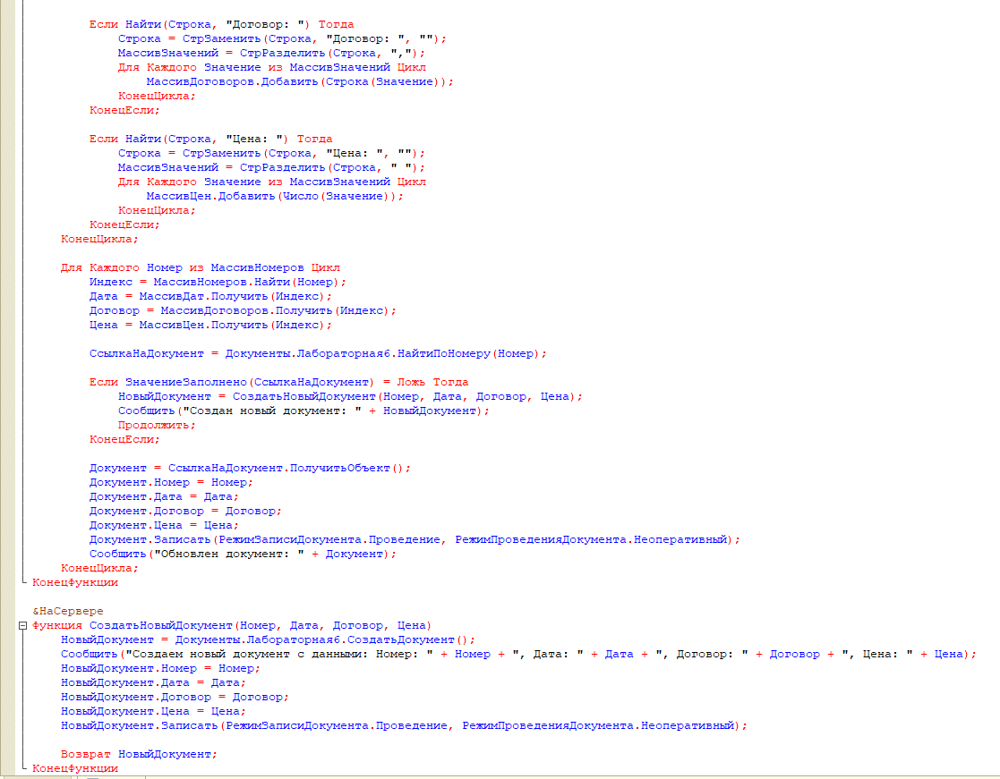 Если Найти(Строка, "Договор: ") Тогда
Строка = СтрЗаменить(Строка, "Договор: ", "");
МассивЗначений = СтрРазделить(Строка, ",");
Для Каждого Значение из МассивЗначений Цикл
МассивДоговоров.Добавить(Строка(Значение));
КонецЦикла;
КонецЕсли;
Если Найти(Строка, "Цена: ") Тогда
Строка = СтрЗаменить(Строка, "Цена: ", "");
МассивЗначений = СтрРазделить(Строка, " ");
Для Каждого Значение из МассивЗначений Цикл
МассивЦен.Добавить(Число(Значение));
КонецЦикла;
КонецЕсли;
КонецЦикла;
Для Каждого Номер из МассивНомеров Цикл
Индекс = МассивНомеров.Найти(Номер);
Дата = МассивДат.Получить(Индекс);
Договор = МассивДоговоров.Получить(Индекс);
Цена = МассивЦен.Получить(Индекс);
СсылкаНаДокумент = Документы.Лабораторная6.НайтиПоНомеру(Номер);
Если ЗначениеЗаполнено(СсылкаНаДокумент) = Ложь Тогда
НовыйДокумент = СоздатьНовыйДокумент(Номер, Дата, Договор, Цена);
Сообщить("Создан новый документ: " + НовыйДокумент);
Продолжить;
КонецЕсли;
Документ = СсылкаНаДокумент.ПолучитьОбъект();
Документ.Номер = Номер;
Документ.Дата = Дата;
Документ.Договор = Договор;
Документ.Цена = Цена;
Документ.Записать(РежимЗаписиДокумента.Проведение, РежимПроведенияДокумента.Неоперативный);
Сообщить("Обновлен документ: " + Документ);
КонецЦикла;
КонецФункции
&НаСервере
Функция СоздатьНовыйДокумент(Номер, Дата, Договор, Цена)
НовыйДокумент = Документы.Лабораторная6.СоздатьДокумент();
Сообщить("Создаем новый документ с данными: Номер: " + Номер + ", Дата: " + Дата + ", Договор: " + Договор + ", Цена: " + Цена);
НовыйДокумент.Номер = Номер;
НовыйДокумент.Дата = Дата;
НовыйДокумент.Договор = Договор;
НовыйДокумент.Цена = Цена;
НовыйДокумент.Записать(РежимЗаписиДокумента.Проведение, РежимПроведенияДокумента.Неоперативный);
Возврат НовыйДокумент;
КонецФункции